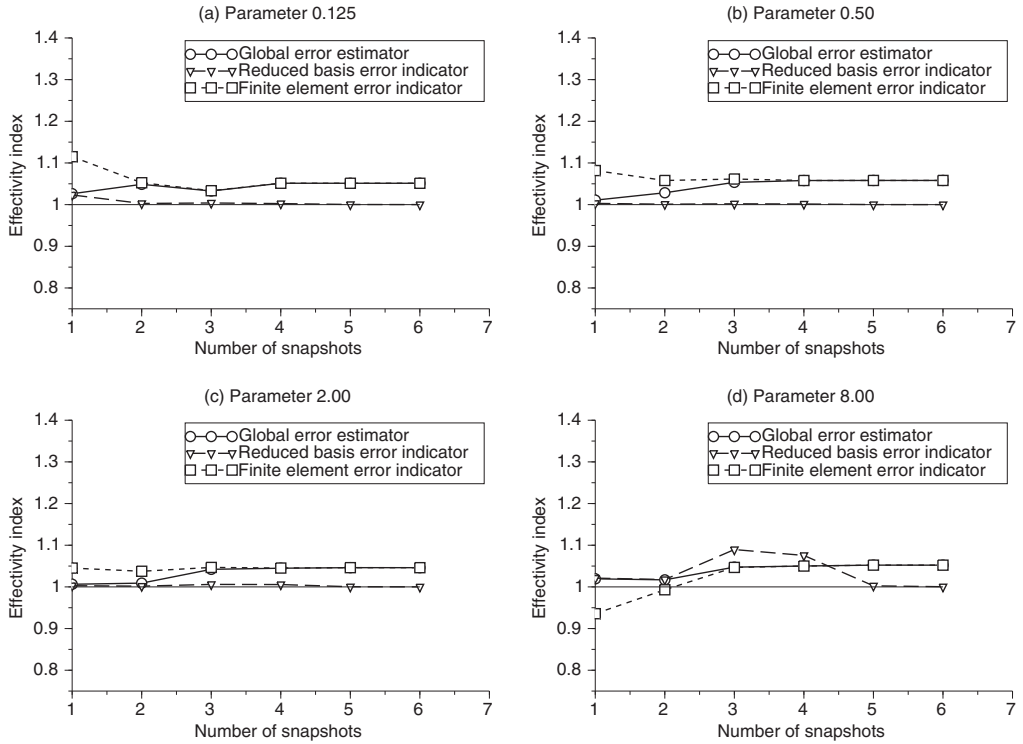 (a) Parameter 0.125
1.4
1.3
1.2
1.1
1
0.9
0.8
Effectivity index
Global error estimator
Reduced basis error indicator
Finite element error indicator
1 2 3 4 5 6 7
Number of snapshots
(b) Parameter 0.50
1.4
1.3
1.2
1.1
1
0.9
0.8
Effectivity index
Global error estimator
Reduced basis error indicator
Finite element error indicator
1 2 3 4 5 6 7
Number of snapshots
(c) Parameter 2.00
1.4
1.3
1.2
1.1
1
0.9
0.8
Effectivity index
Global error estimator
Reduced basis error indicator
Finite element error indicator
1 2 3 4 5 6 7
Number of snapshots
(d) Parameter 8.00
1.4
1.3
1.2
1.1
1
0.9
0.8
Effectivity index
Global error estimator
Reduced basis error indicator
Finite element error indicator
1 2 3 4 5 6 7
Number of snapshots